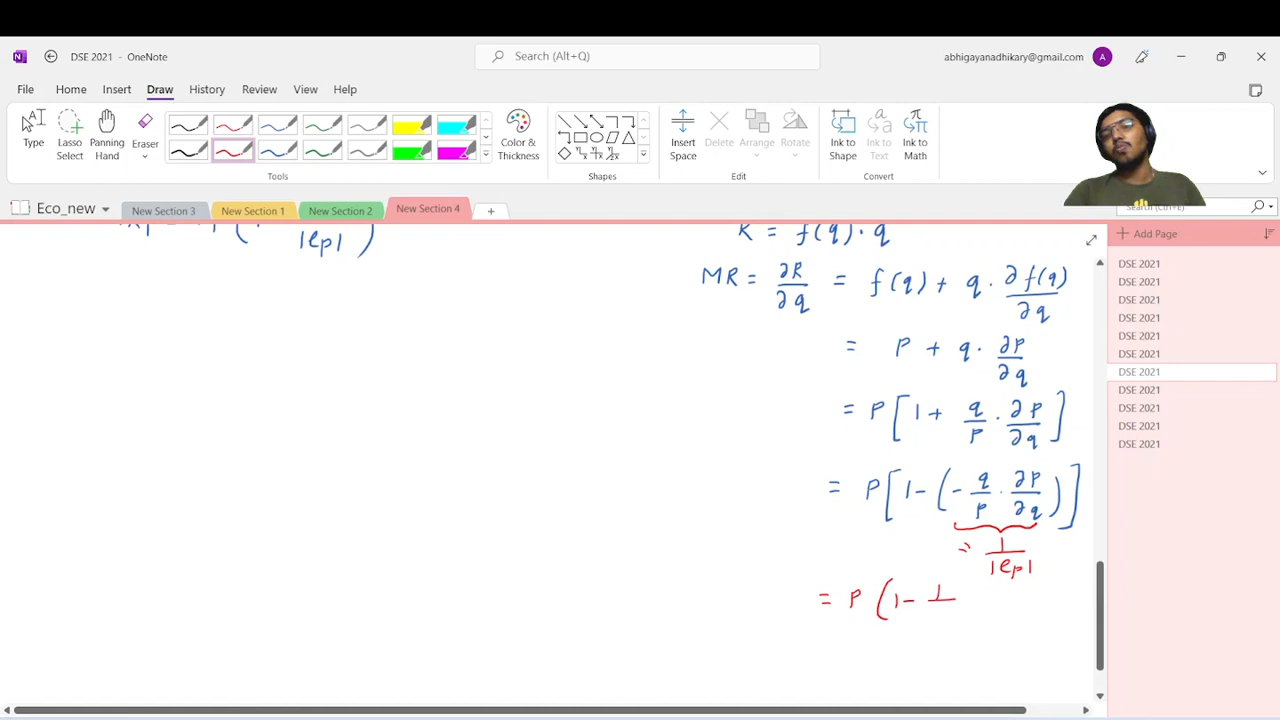 DSE 2021 - OneNote
Search (Alt+Q)
abhigayanadhikary@gmail.com
A
File Home Insert Draw History Review View Help
Type
Lasso Select
Panning Hand
Eraser
Color & Thickness
Insert Space
Delete
Arrange
Rotate
Ink to Shape
Ink to Text
Ink to Math
Tools
Shapes
Edit
Convert
Eco_new
New Section 3
New Section 1
New Section 2
New Section 4
Search (Ctrl+E)
Add Page
DSE 2021
DSE 2021
DSE 2021
DSE 2021
DSE 2021
DSE 2021
DSE 2021
DSE 2021
DSE 2021
DSE 2021
DSE 2021
|ep| )
R = f(q) · q
MR = ∂R/∂q = f(q) + q · ∂f(q)/∂q
= P + q · ∂P/∂q
= P [ 1 + q/P · ∂P/∂q ]
= P [ 1 - ( - q/P · ∂P/∂q ) ]
= 1/|ep|
= P ( 1 - 1